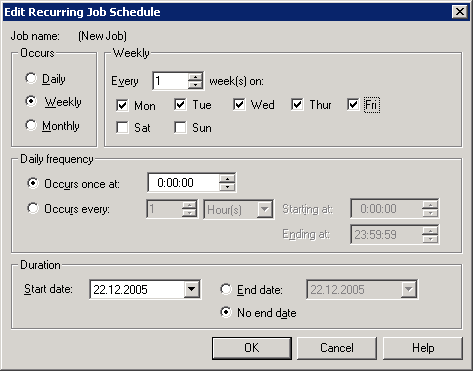 Edit Recurring Job Schedule
Job name: (New Job)
Occurs
Daily
Weekly
Monthly
Weekly
Every 1 week(s) on:
Mon Tue Wed Thur Fri
Sat Sun
Daily frequency
Occurs once at: 0:00:00
Occurs every: 1 Hour(s) Starting at: 0:00:00
Ending at: 23:59:59
Duration
Start date: 22.12.2005 End date: 22.12.2005
No end date
OK Cancel Help